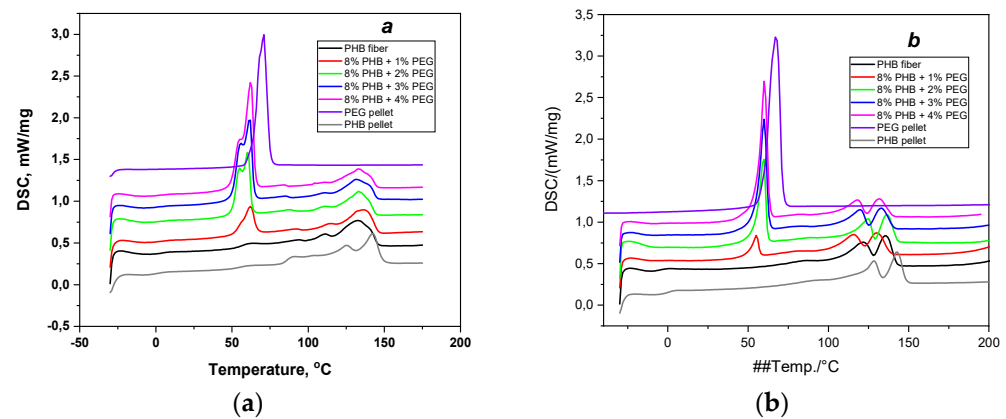 a
3,0
2,5
2,0
1,5
1,0
0,5
0,0
-0,5
DSC, mW/mg
PHB fiber
8% PHB + 1% PEG
8% PHB + 2% PEG
8% PHB + 3% PEG
8% PHB + 4% PEG
PEG pellet
PHB pellet
-50 0 50 100 150 200
Temperature, °C
(a)
b
3,5
3,0
2,5
2,0
1,5
1,0
0,5
0,0
DSC/(mW/mg)
PHB fiber
8% PHB + 1% PEG
8% PHB + 2% PEG
8% PHB + 3% PEG
8% PHB + 4% PEG
PEG pellet
PHB pellet
0 50 100 150 200
##Temp./°C
(b)